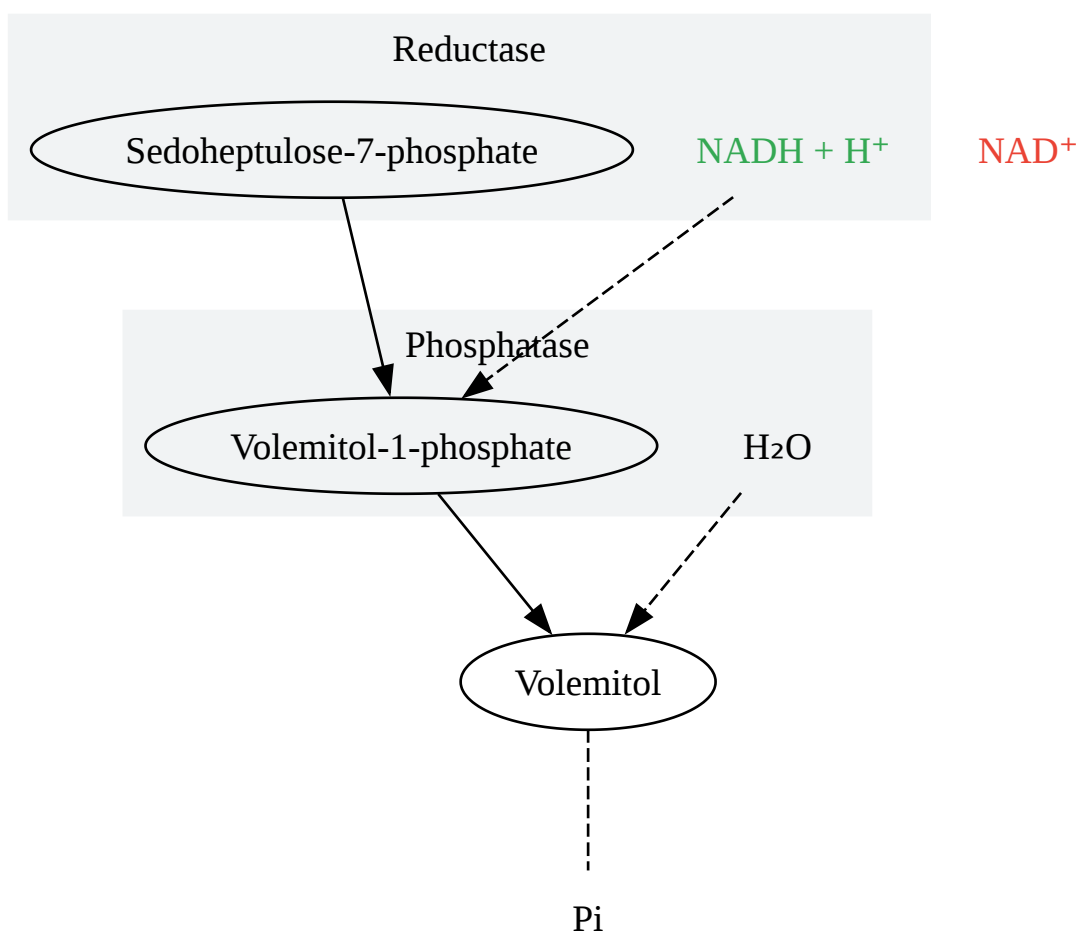 Reductase
Sedoheptulose-7-phosphate
NADH + H⁺
NAD⁺
Phosphatase
Volemitol-1-phosphate
H₂O
Volemitol
Pi